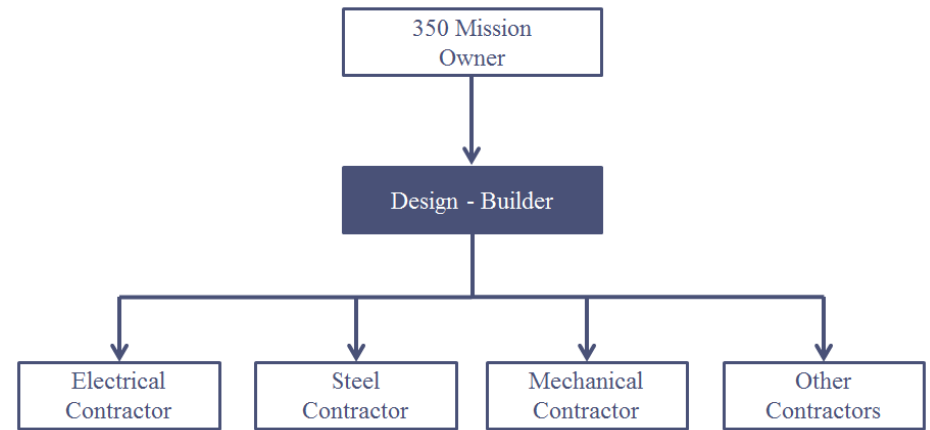 350 Mission
Owner
Design - Builder
Electrical
Contractor
Steel
Contractor
Mechanical
Contractor
Other
Contractors